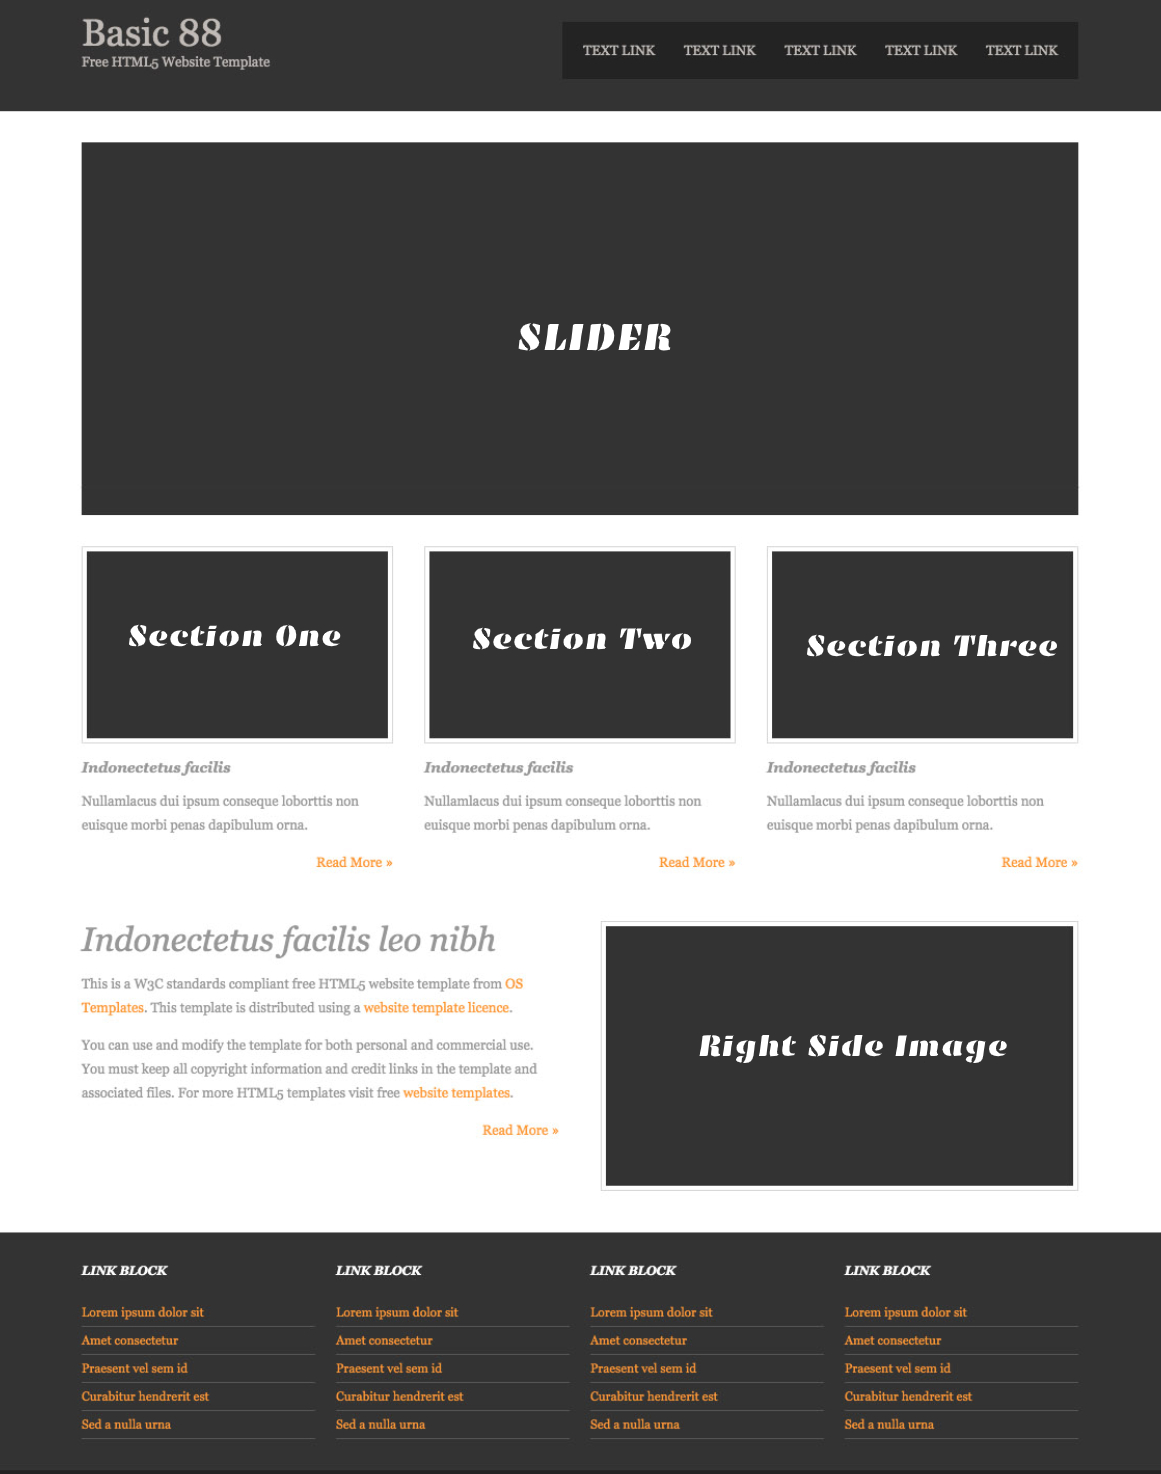 Basic 88
Free HTML5 Website Template
TEXT LINK TEXT LINK TEXT LINK TEXT LINK TEXT LINK
SLIDER
Section One
Section Two
Section Three
Indonectetus facilis
Nullamlacus dui ipsum conseque loborttis non
euisque morbi penas dapibulum orna.
Read More »
Indonectetus facilis
Nullamlacus dui ipsum conseque loborttis non
euisque morbi penas dapibulum orna.
Read More »
Indonectetus facilis
Nullamlacus dui ipsum conseque loborttis non
euisque morbi penas dapibulum orna.
Read More »
Indonectetus facilis leo nibh
This is a W3C standards compliant free HTML5 website template from OS
Templates. This template is distributed using a website template licence.
You can use and modify the template for both personal and commercial use.
You must keep all copyright information and credit links in the template and
associated files. For more HTML5 templates visit free website templates.
Read More »
Right Side Image
LINK BLOCK
Lorem ipsum dolor sit
Amet consectetur
Praesent vel sem id
Curabitur hendrerit est
Sed a nulla urna
LINK BLOCK
Lorem ipsum dolor sit
Amet consectetur
Praesent vel sem id
Curabitur hendrerit est
Sed a nulla urna
LINK BLOCK
Lorem ipsum dolor sit
Amet consectetur
Praesent vel sem id
Curabitur hendrerit est
Sed a nulla urna
LINK BLOCK
Lorem ipsum dolor sit
Amet consectetur
Praesent vel sem id
Curabitur hendrerit est
Sed a nulla urna